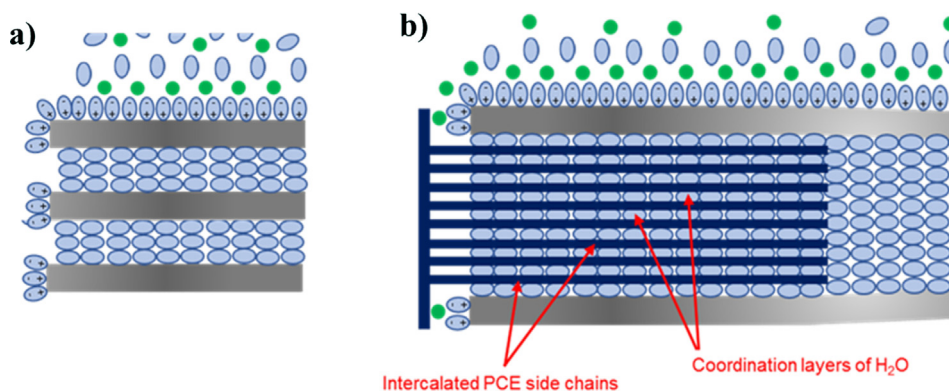 a)
b)
Intercalated PCE side chains
Coordination layers of H₂O